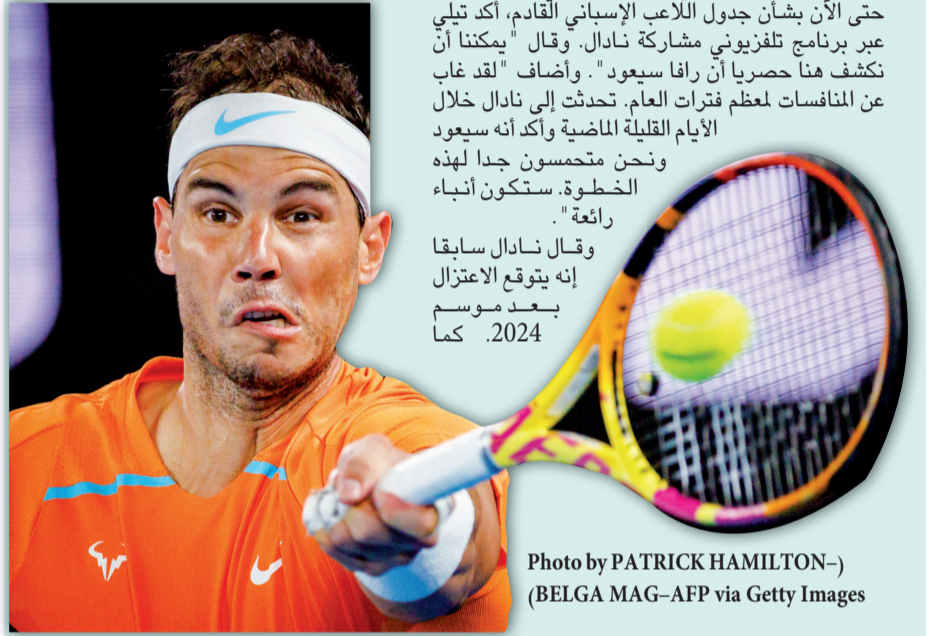 حتى الآن بشأن جدول اللاعب الإسباني القادم، أكد تيلي
عبر برنامج تلفزيوني مشاركة نادال. وقال "يمكننا أن
نكشف هنا حصريا أن رافا سيعود". وأضاف "لقد غاب
عن المنافسات لمعظم فترات العام. تحدثت إلى نادال خلال
الأيام القليلة الماضية وأكد أنه سيعود
ونحن متحمسون جدا لهذه
الخطوة. ستكون أنباء
رائعة".
وقال نادال سابقا
إنه يتوقع الاعتزال
بعد موسم
2024. كما
Photo by PATRICK HAMILTON–)
(BELGA MAG–AFP via Getty Images